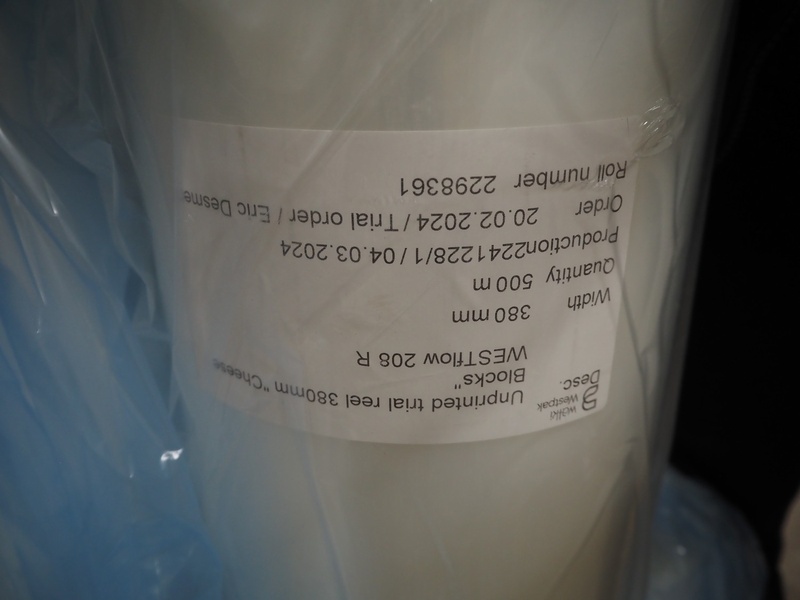 walki
Westpak
Desc. Unprinted trial reel 380mm "Cheese
Blocks"
WESTflow 208 R
Width 380 mm
Quantity 500 m
Production2241228/1 / 04.03.2024
Order 20.02.2024 / Trial order / Eric Desme
Roll number 2298361